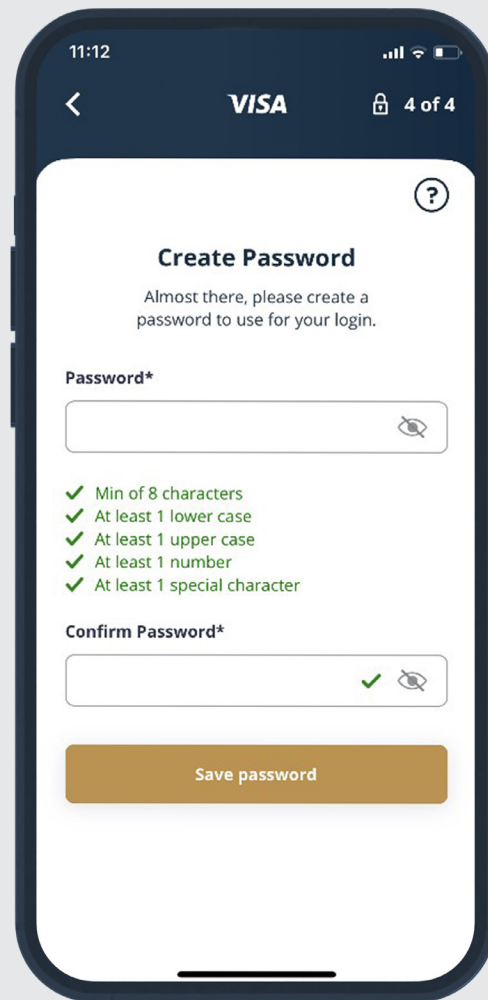 11:12
VISA
4 of 4
?
Create Password
Almost there, please create a
password to use for your login.
Password*
Min of 8 characters
At least 1 lower case
At least 1 upper case
At least 1 number
At least 1 special character
Confirm Password*
Save password